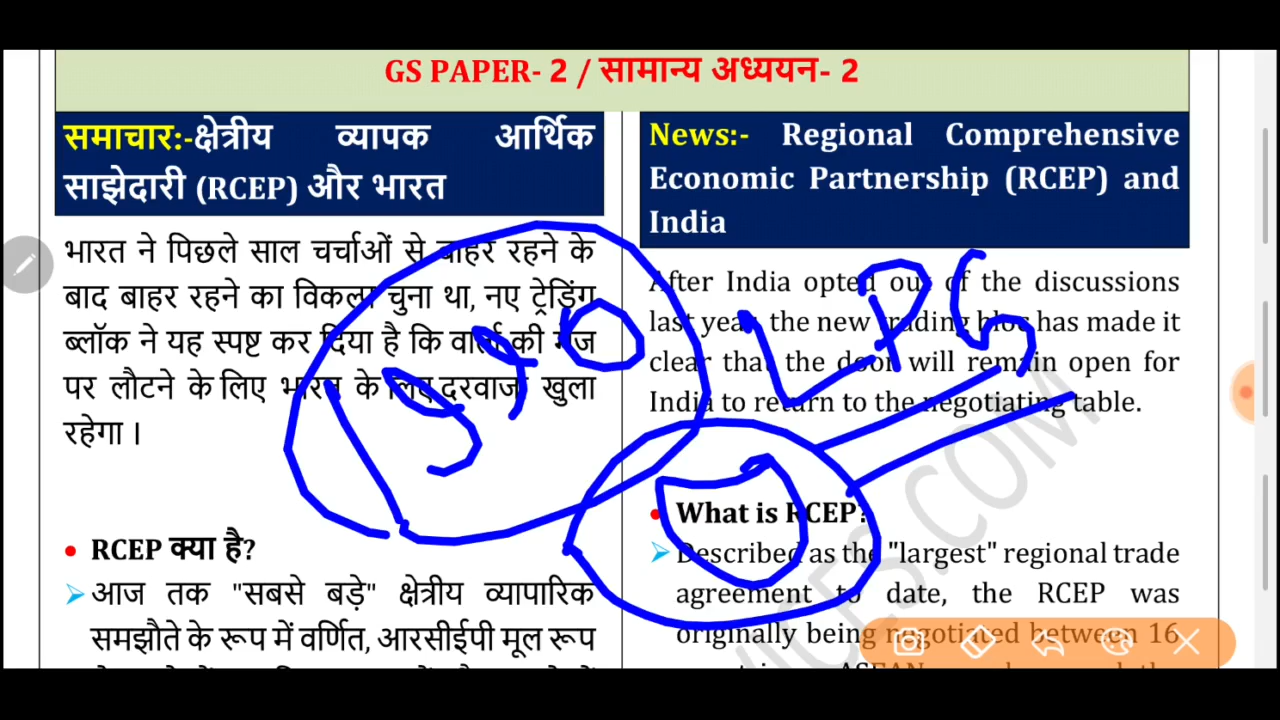 GS PAPER- 2 / सामान्य अध्ययन- 2
समाचार:-क्षेत्रीय व्यापक आर्थिक
साझेदारी (RCEP) और भारत
भारत ने पिछले साल चर्चाओं से बाहर रहने के
बाद बाहर रहने का विकल्प चुना था, नए ट्रेडिंग
ब्लॉक ने यह स्पष्ट कर दिया है कि वार्ता की मेज
पर लौटने के लिए भारत के लिए दरवाजा खुला
रहेगा ।
RCEP क्या है?
आज तक "सबसे बड़े" क्षेत्रीय व्यापारिक
समझौते के रूप में वर्णित, आरसीईपी मूल रूप
News:- Regional Comprehensive
Economic Partnership (RCEP) and
India
After India opted out of the discussions
last year, the new trading bloc has made it
clear that the door will remain open for
India to return to the negotiating table.
What is RCEP?
Described as the "largest" regional trade
agreement to date, the RCEP was
originally being negotiated between 16
LPG